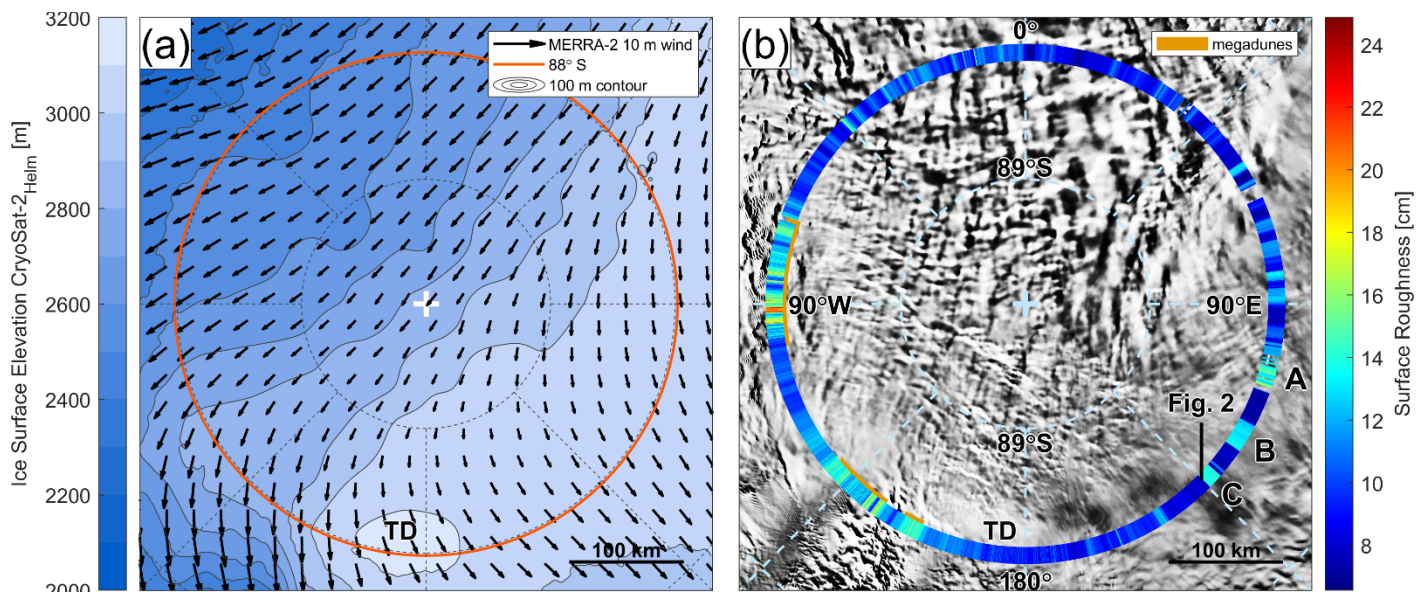 Ice Surface Elevation CryoSat-2Helm [m]
3200
3000
2800
2600
2400
2200
2000
(a)
MERRA-2 10 m wind
88° S
100 m contour
TD
100 km
(b)
0°
megadunes
89°S
90°W
90°E
A
Fig. 2
89°S
B
C
TD
100 km
180°
24
22
20
18
16
14
12
10
8
Surface Roughness [cm]